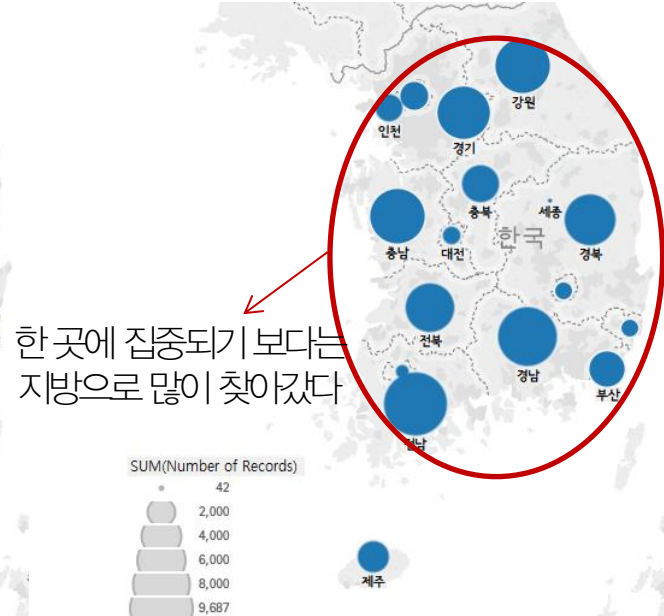 강원
인천
경기
충북
세종
충남
대전
한국
경북
한 곳에 집중되기 보다는
지방으로 많이 찾아갔다
전북
경남
부산
전남
SUM(Number of Records)
42
2,000
4,000
6,000
8,000
9,687
제주